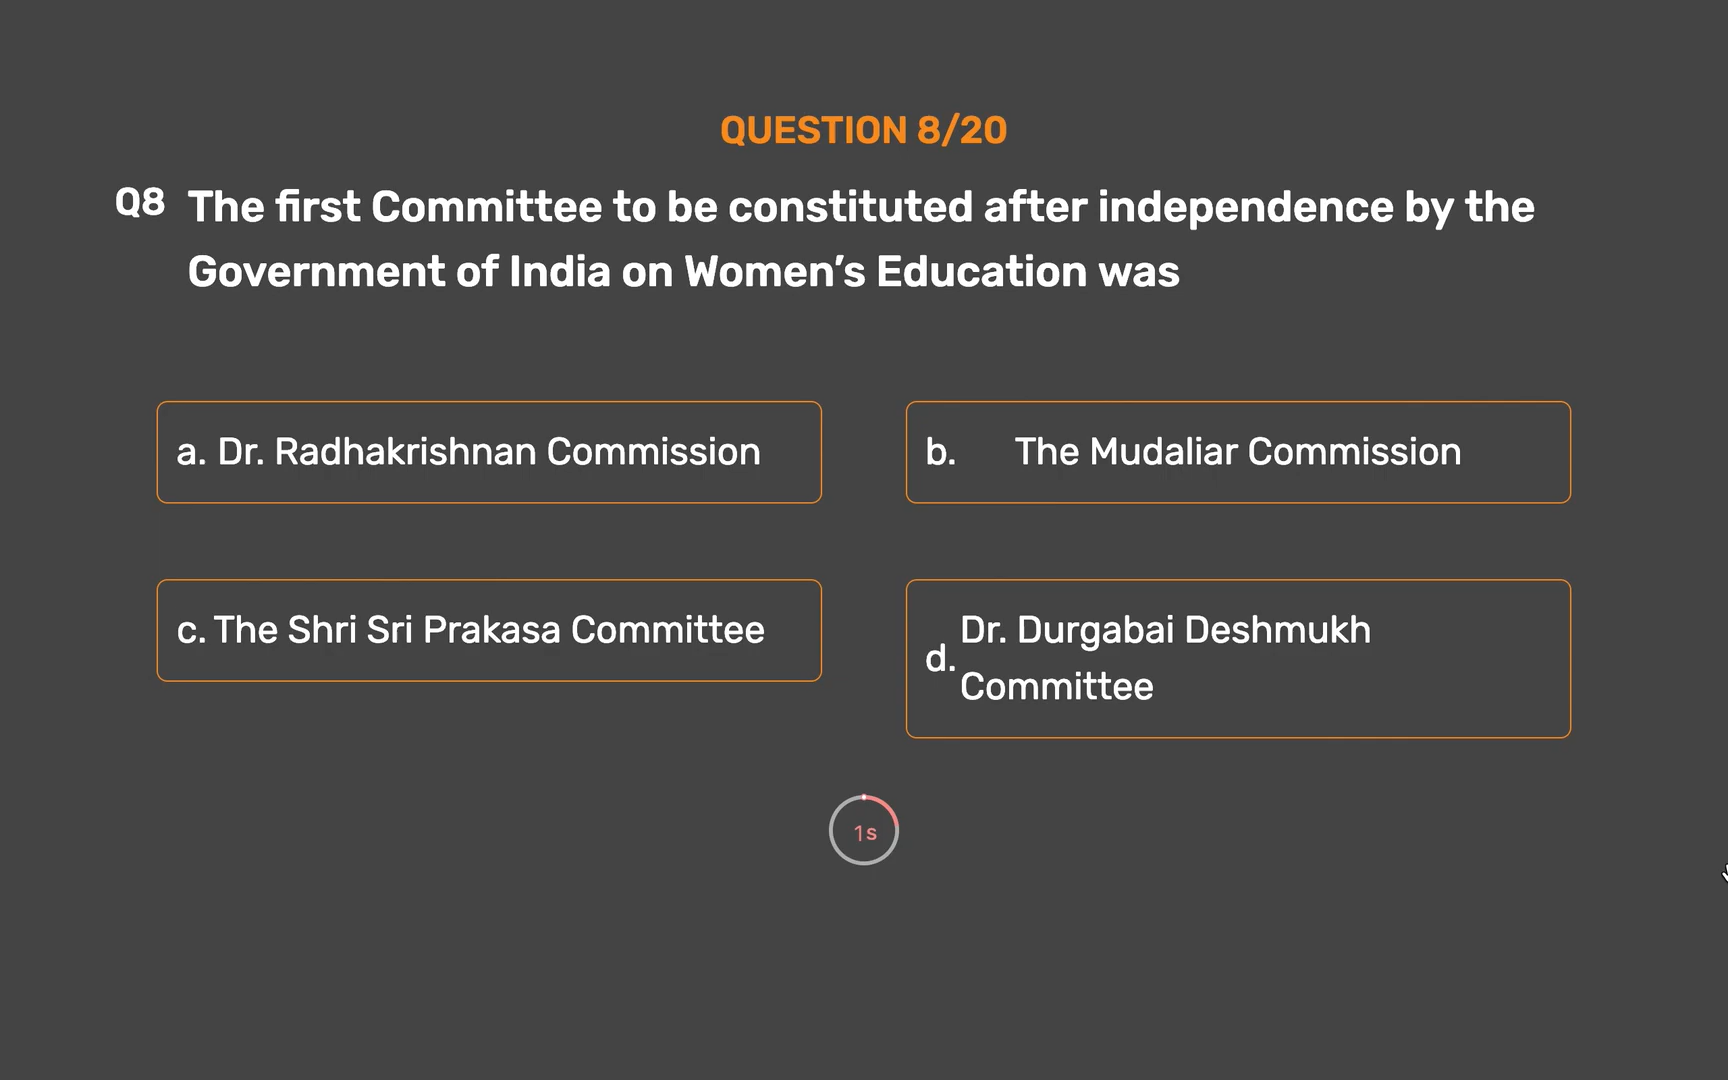 QUESTION 8/20
Q8 The first Committee to be constituted after independence by the
Government of India on Women’s Education was
a. Dr. Radhakrishnan Commission
b. The Mudaliar Commission
c. The Shri Sri Prakasa Committee
d. Dr. Durgabai Deshmukh
Committee
1s